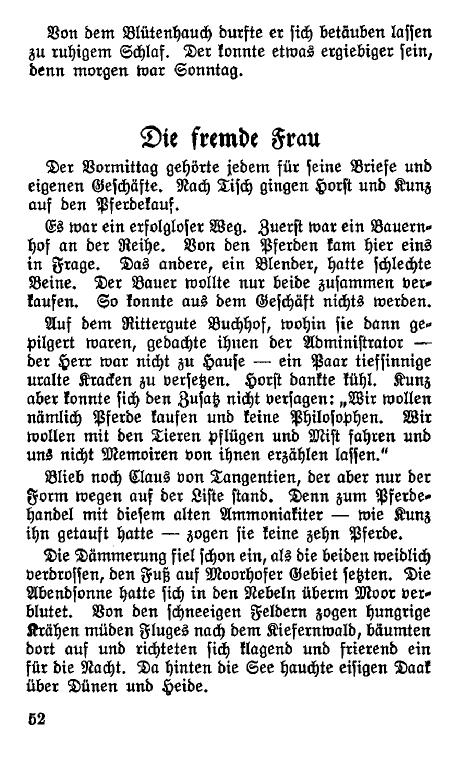 Von dem Blütenhauch durfte er sich betäuben lassen
zu ruhigem Schlaf. Der konnte etwas ergiebiger sein,
denn morgen war Sonntag.
Die fremde Frau
Der Vormittag gehörte jedem für seine Briefe und
eigenen Geschäfte. Nach Tisch gingen Horst und Kunz
auf den Pferdekauf.
Es war ein erfolgloser Weg. Zuerst war ein Bauern-
hof an der Reihe. Von den Pferden kam hier eins
in Frage. Das andere, ein Blender, hatte schlechte
Beine. Der Bauer wollte nur beide zusammen ver-
kaufen. So konnte aus dem Geschäft nichts werden.
Auf dem Rittergute Buchhof, wohin sie dann ge-
pilgert waren, gedachte ihnen der Administrator —
der Herr war nicht zu Hause — ein Paar tiefsinnige
uralte Kracken zu versetzen. Horst dankte kühl. Kunz
aber konnte sich den Zusatz nicht versagen: „Wir wollen
nämlich Pferde kaufen und keine Philosophen. Wir
wollen mit den Tieren pflügen und Mist fahren und
uns nicht Memoiren von ihnen erzählen lassen."
Blieb noch Claus von Tangentien, der aber nur der
Form wegen auf der Liste stand. Denn zum Pferde-
handel mit diesem alten Ammoniakiter — wie Kunz
ihn getauft hatte — zogen sie keine zehn Pferde.
Die Dämmerung fiel schon ein, als die beiden weidlich
verdrossen, den Fuß auf Moorhofer Gebiet setzten. Die
Abendsonne hatte sich in den Nebeln überm Moor ver-
blutet. Von den schneeigen Feldern zogen hungrige
Krähen müden Fluges nach dem Kiefernwald, bäumten
dort auf und richteten sich klagend und frierend ein
für die Nacht. Da hinten die See hauchte eisigen Daak
über Dünen und Heide.
52